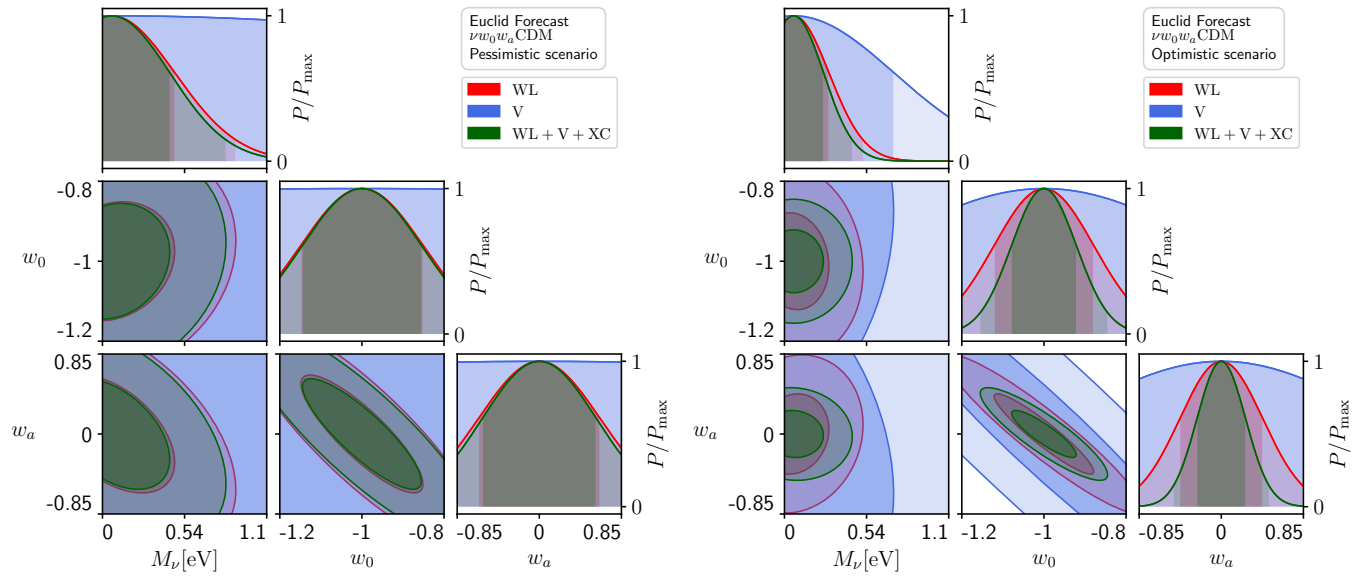 Euclid Forecast
νw₀wₐCDM
Pessimistic scenario
WL
V
WL + V + XC
1
0
P/Pmax
-0.8
-1
-1.2
w₀
1
0
P/Pmax
0.85
0
-0.85
wₐ
1
0
P/Pmax
0 0.54 1.1
-1.2 -1 -0.8
-0.85 0 0.85
Mν[eV]
w₀
wₐ
Euclid Forecast
νw₀wₐCDM
Optimistic scenario
WL
V
WL + V + XC
1
0
P/Pmax
-0.8
-1
-1.2
w₀
1
0
P/Pmax
0.85
0
-0.85
wₐ
1
0
P/Pmax
0 0.54 1.1
-1.2 -1 -0.8
-0.85 0 0.85
Mν[eV]
w₀
wₐ